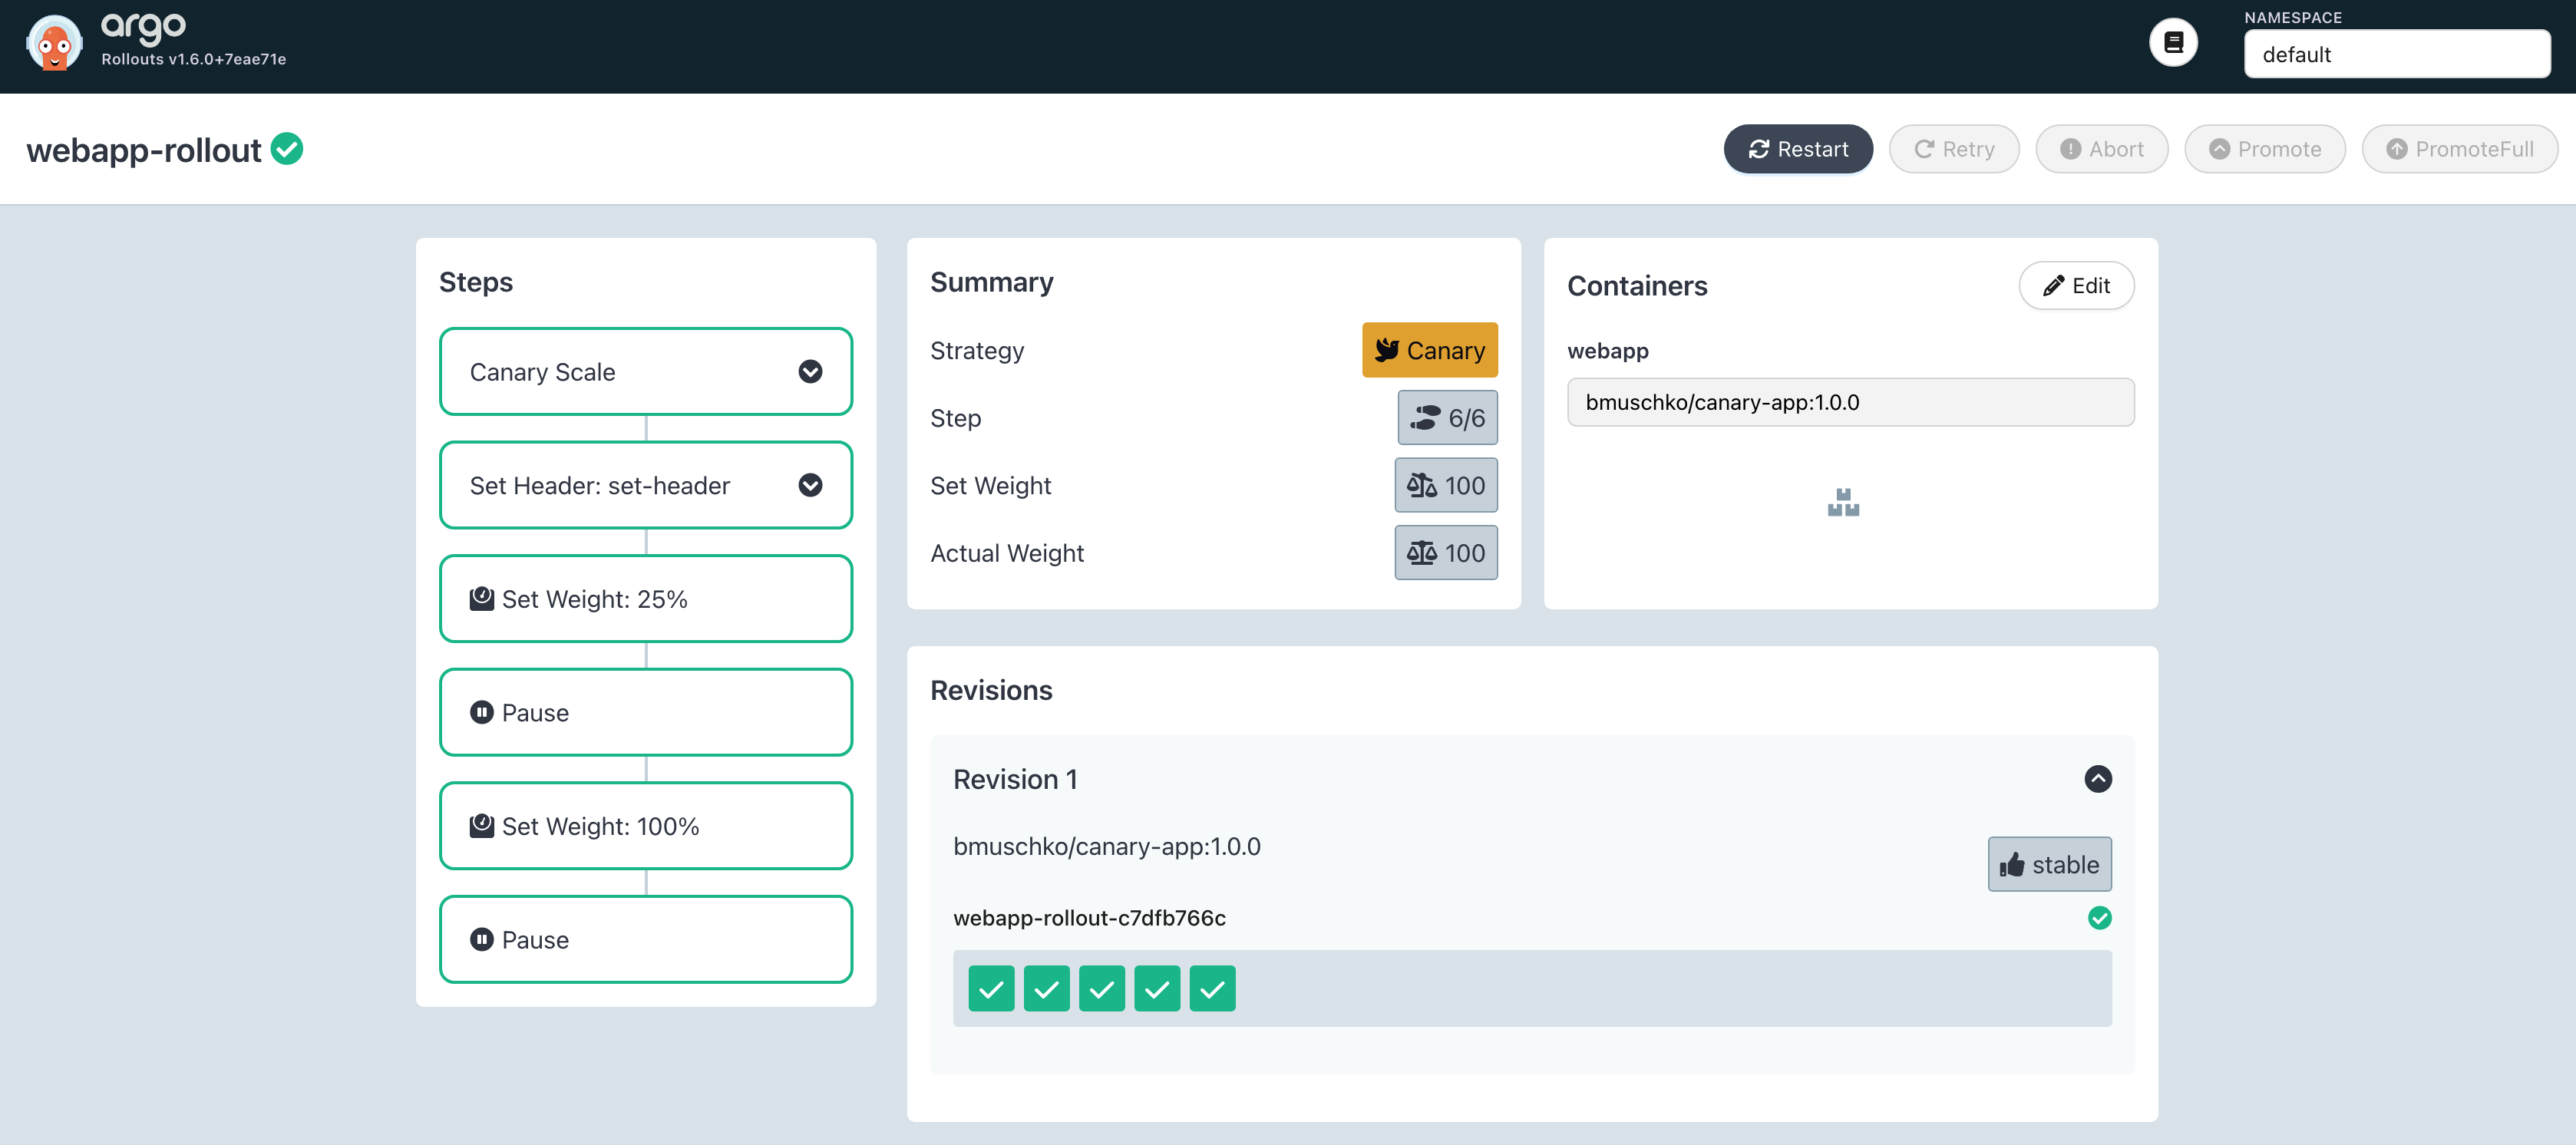 argo
Rollouts v1.6.0+7eae71e
NAMESPACE
default
webapp-rollout
Restart
Retry
Abort
Promote
PromoteFull
Steps
Canary Scale
Set Header: set-header
Set Weight: 25%
Pause
Set Weight: 100%
Pause
Summary
Strategy
Canary
Step
6/6
Set Weight
100
Actual Weight
100
Containers
Edit
webapp
bmuschko/canary-app:1.0.0
Revisions
Revision 1
bmuschko/canary-app:1.0.0
stable
webapp-rollout-c7dfb766c